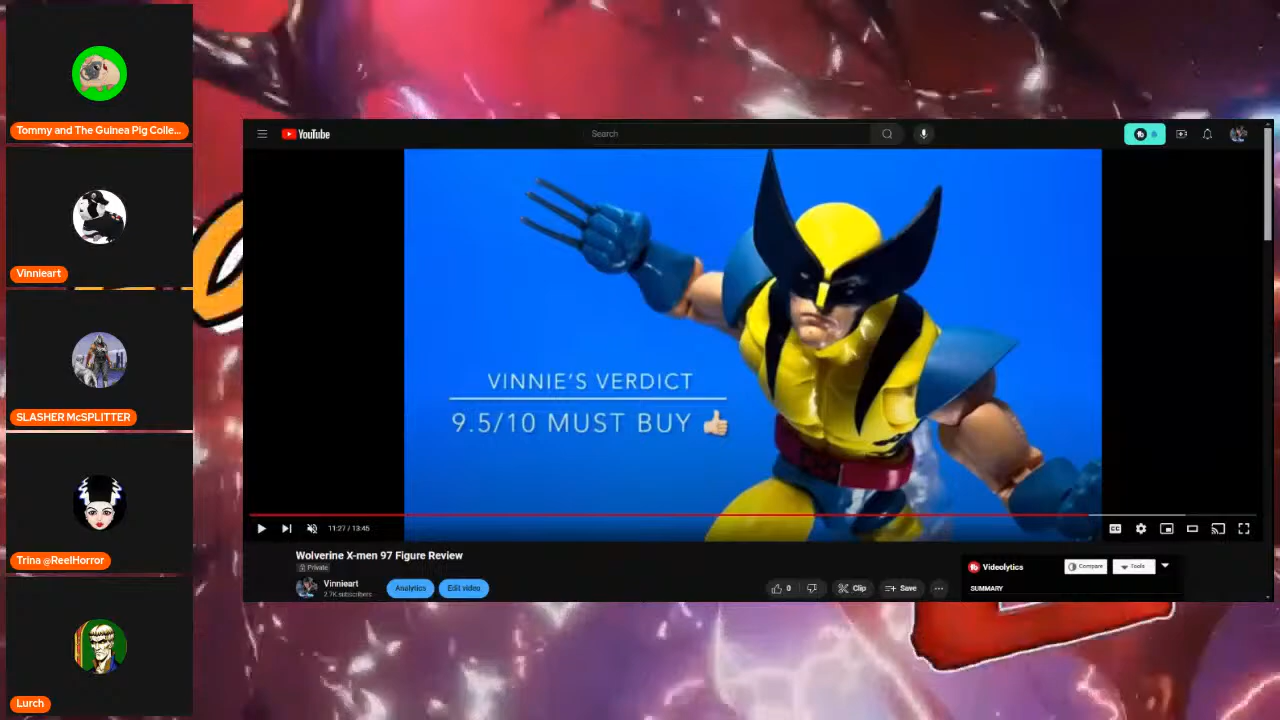 Tommy and The Guinea Pig Colle...
Vinnieart
SLASHER McSPLITTER
Trina @ReelHorror
Lurch
YouTube
Search
VINNIE'S VERDICT
9.5/10 MUST BUY 👍🏻
11:27 / 13:45
CC
Wolverine X-men 97 Figure Review
Private
Vinnieart
2.7K subscribers
Analytics
Edit video
0
Clip
Save
Videolytics
Compare
Tools
SUMMARY